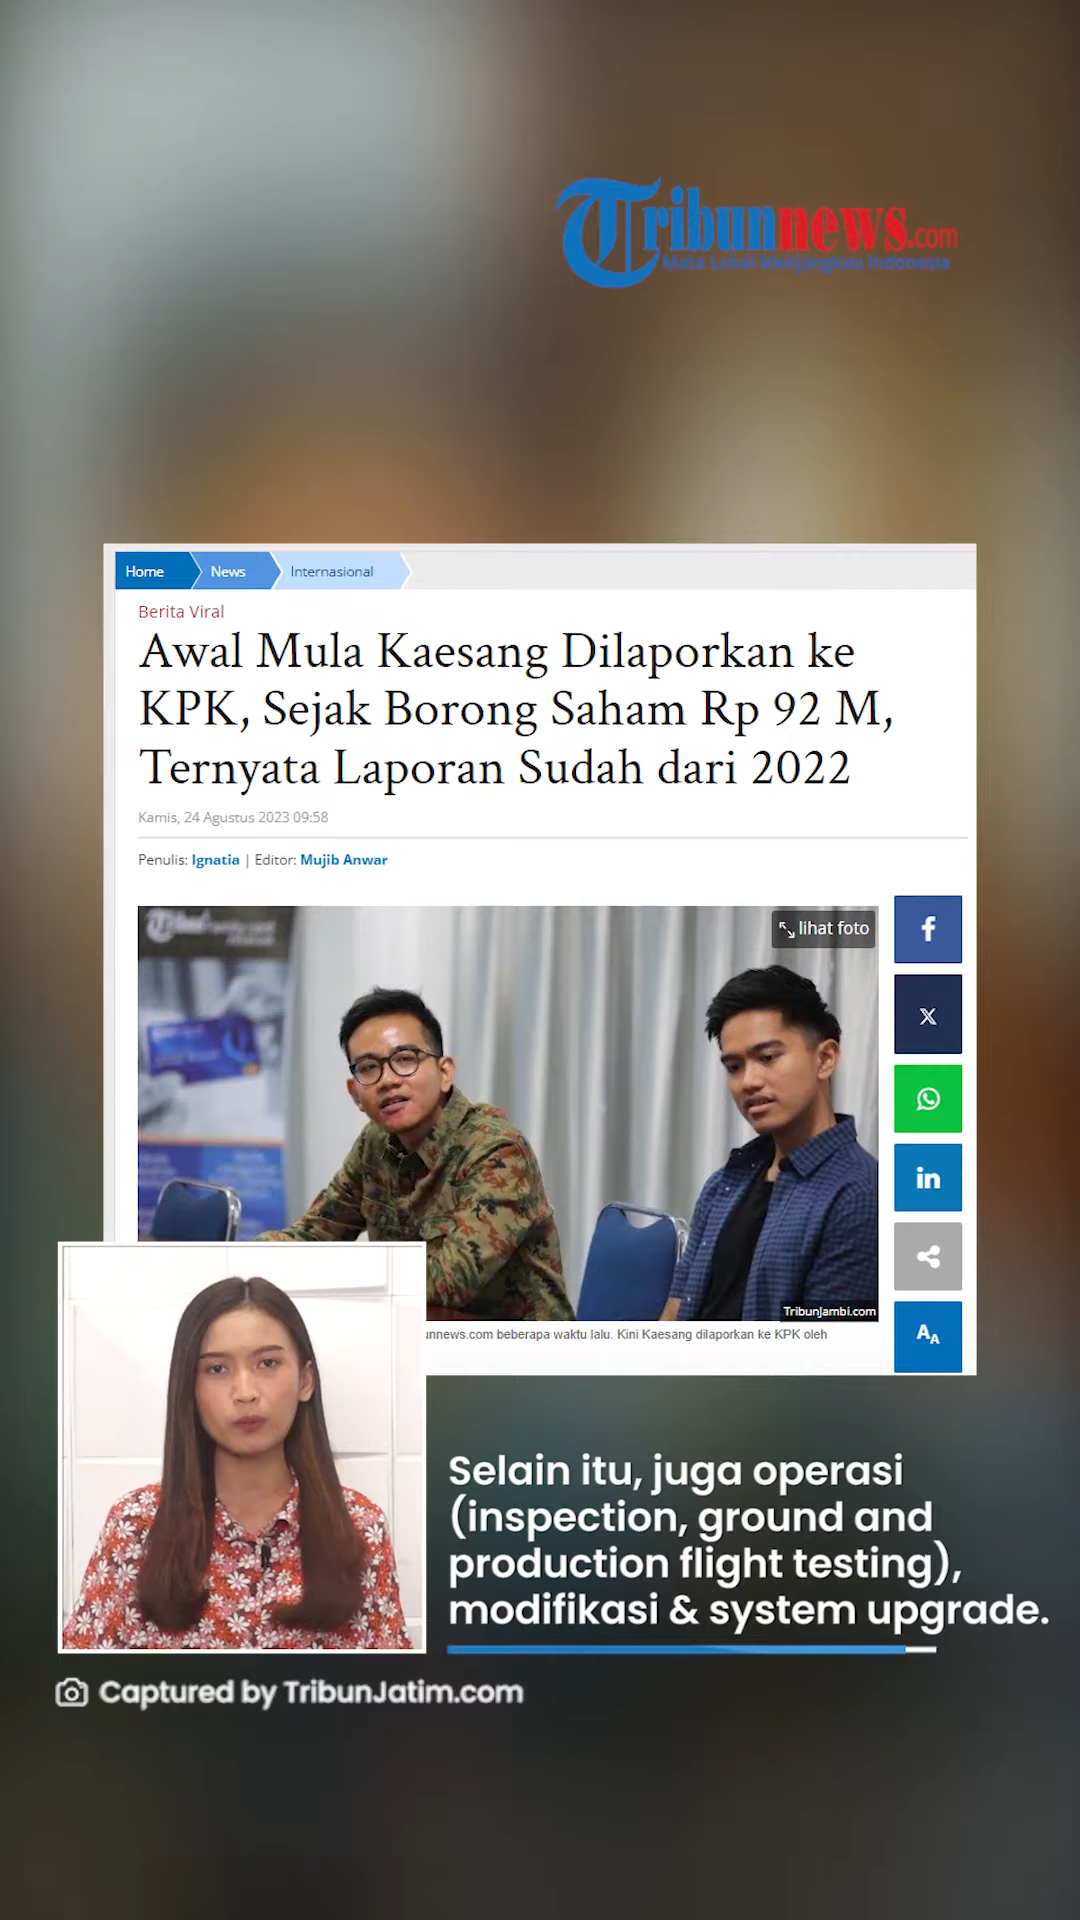 Tribunnews.com
Mata Lokal Menjangkau Indonesia
Home News Internasional
Berita Viral
Awal Mula Kaesang Dilaporkan ke
KPK, Sejak Borong Saham Rp 92 M,
Ternyata Laporan Sudah dari 2022
Kamis, 24 Agustus 2023 09:58
Penulis: Ignatia | Editor: Mujib Anwar
lihat foto
Tribun
TribunJambi.com
unnews.com beberapa waktu lalu. Kini Kaesang dilaporkan ke KPK oleh
AA
Selain itu, juga operasi
(inspection, ground and
production flight testing),
modifikasi & system upgrade.
Captured by TribunJatim.com